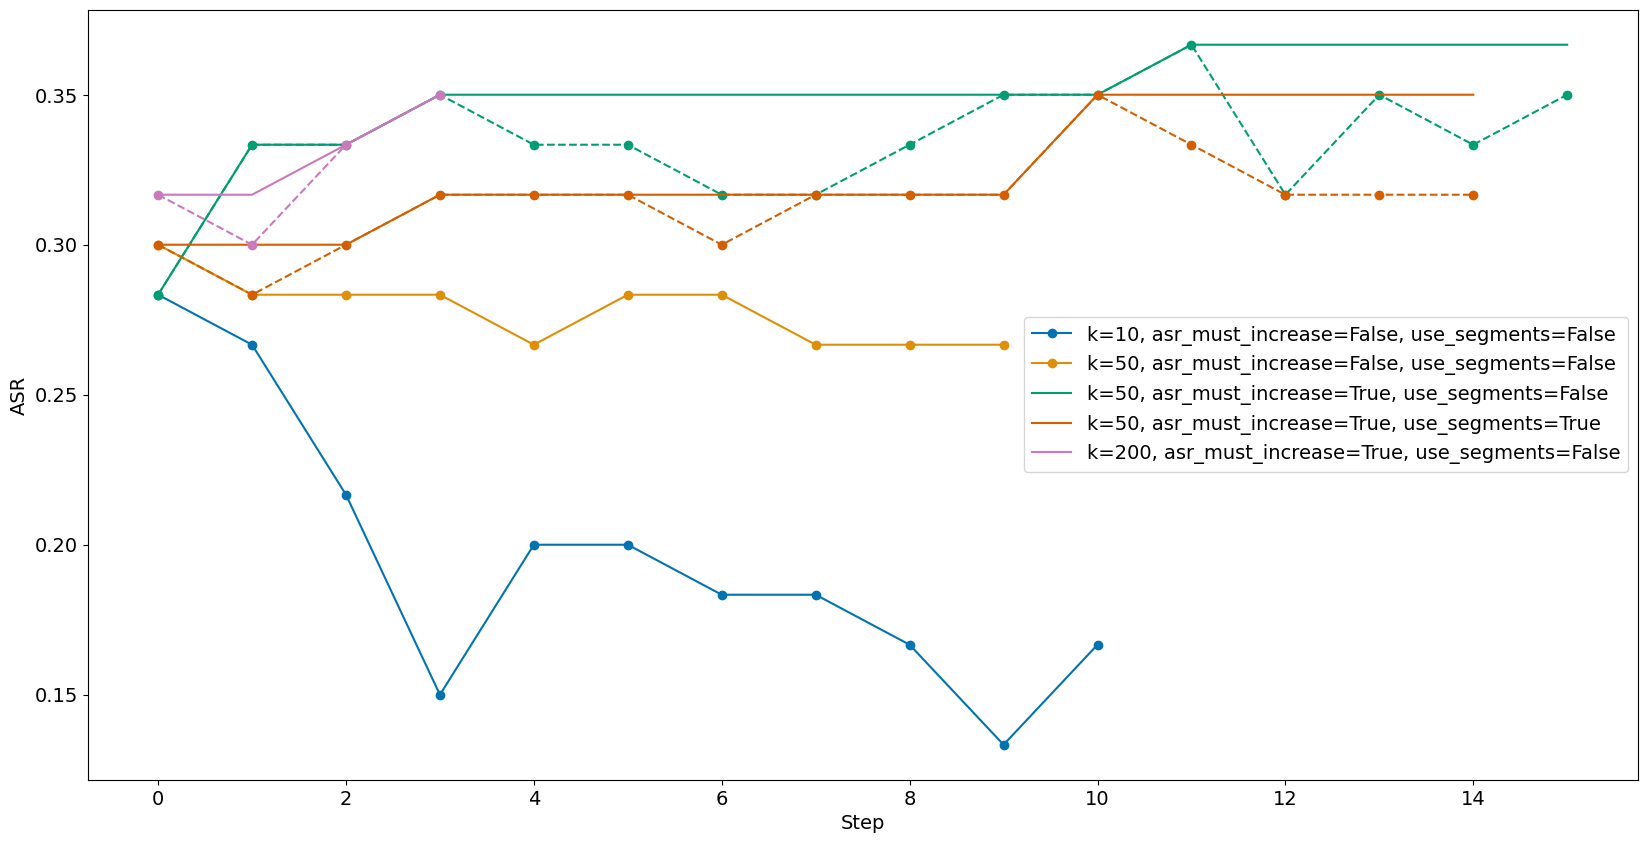 0.35
0.30
0.25
0.20
0.15
ASR
k=10, asr_must_increase=False, use_segments=False
k=50, asr_must_increase=False, use_segments=False
k=50, asr_must_increase=True, use_segments=False
k=50, asr_must_increase=True, use_segments=True
k=200, asr_must_increase=True, use_segments=False
0 2 4 6 8 10 12 14
Step